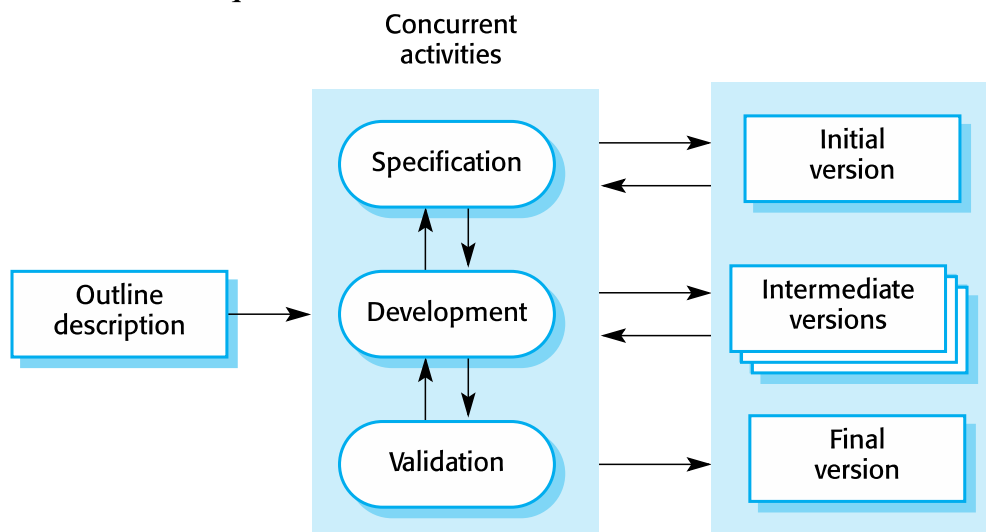 Concurrent
activities
Specification
Initial
version
Outline
description
Development
Intermediate
versions
Validation
Final
version